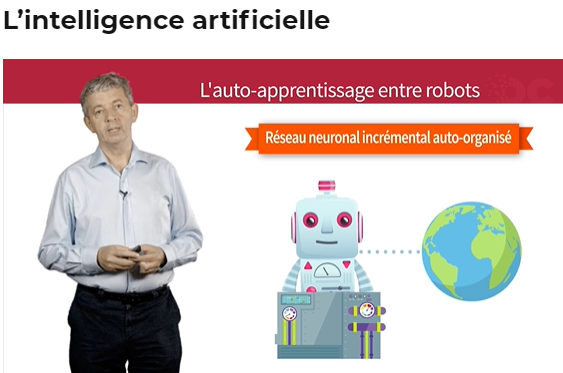 L’intelligence artificielle
L'auto-apprentissage entre robots
Réseau neuronal incrémental auto-organisé